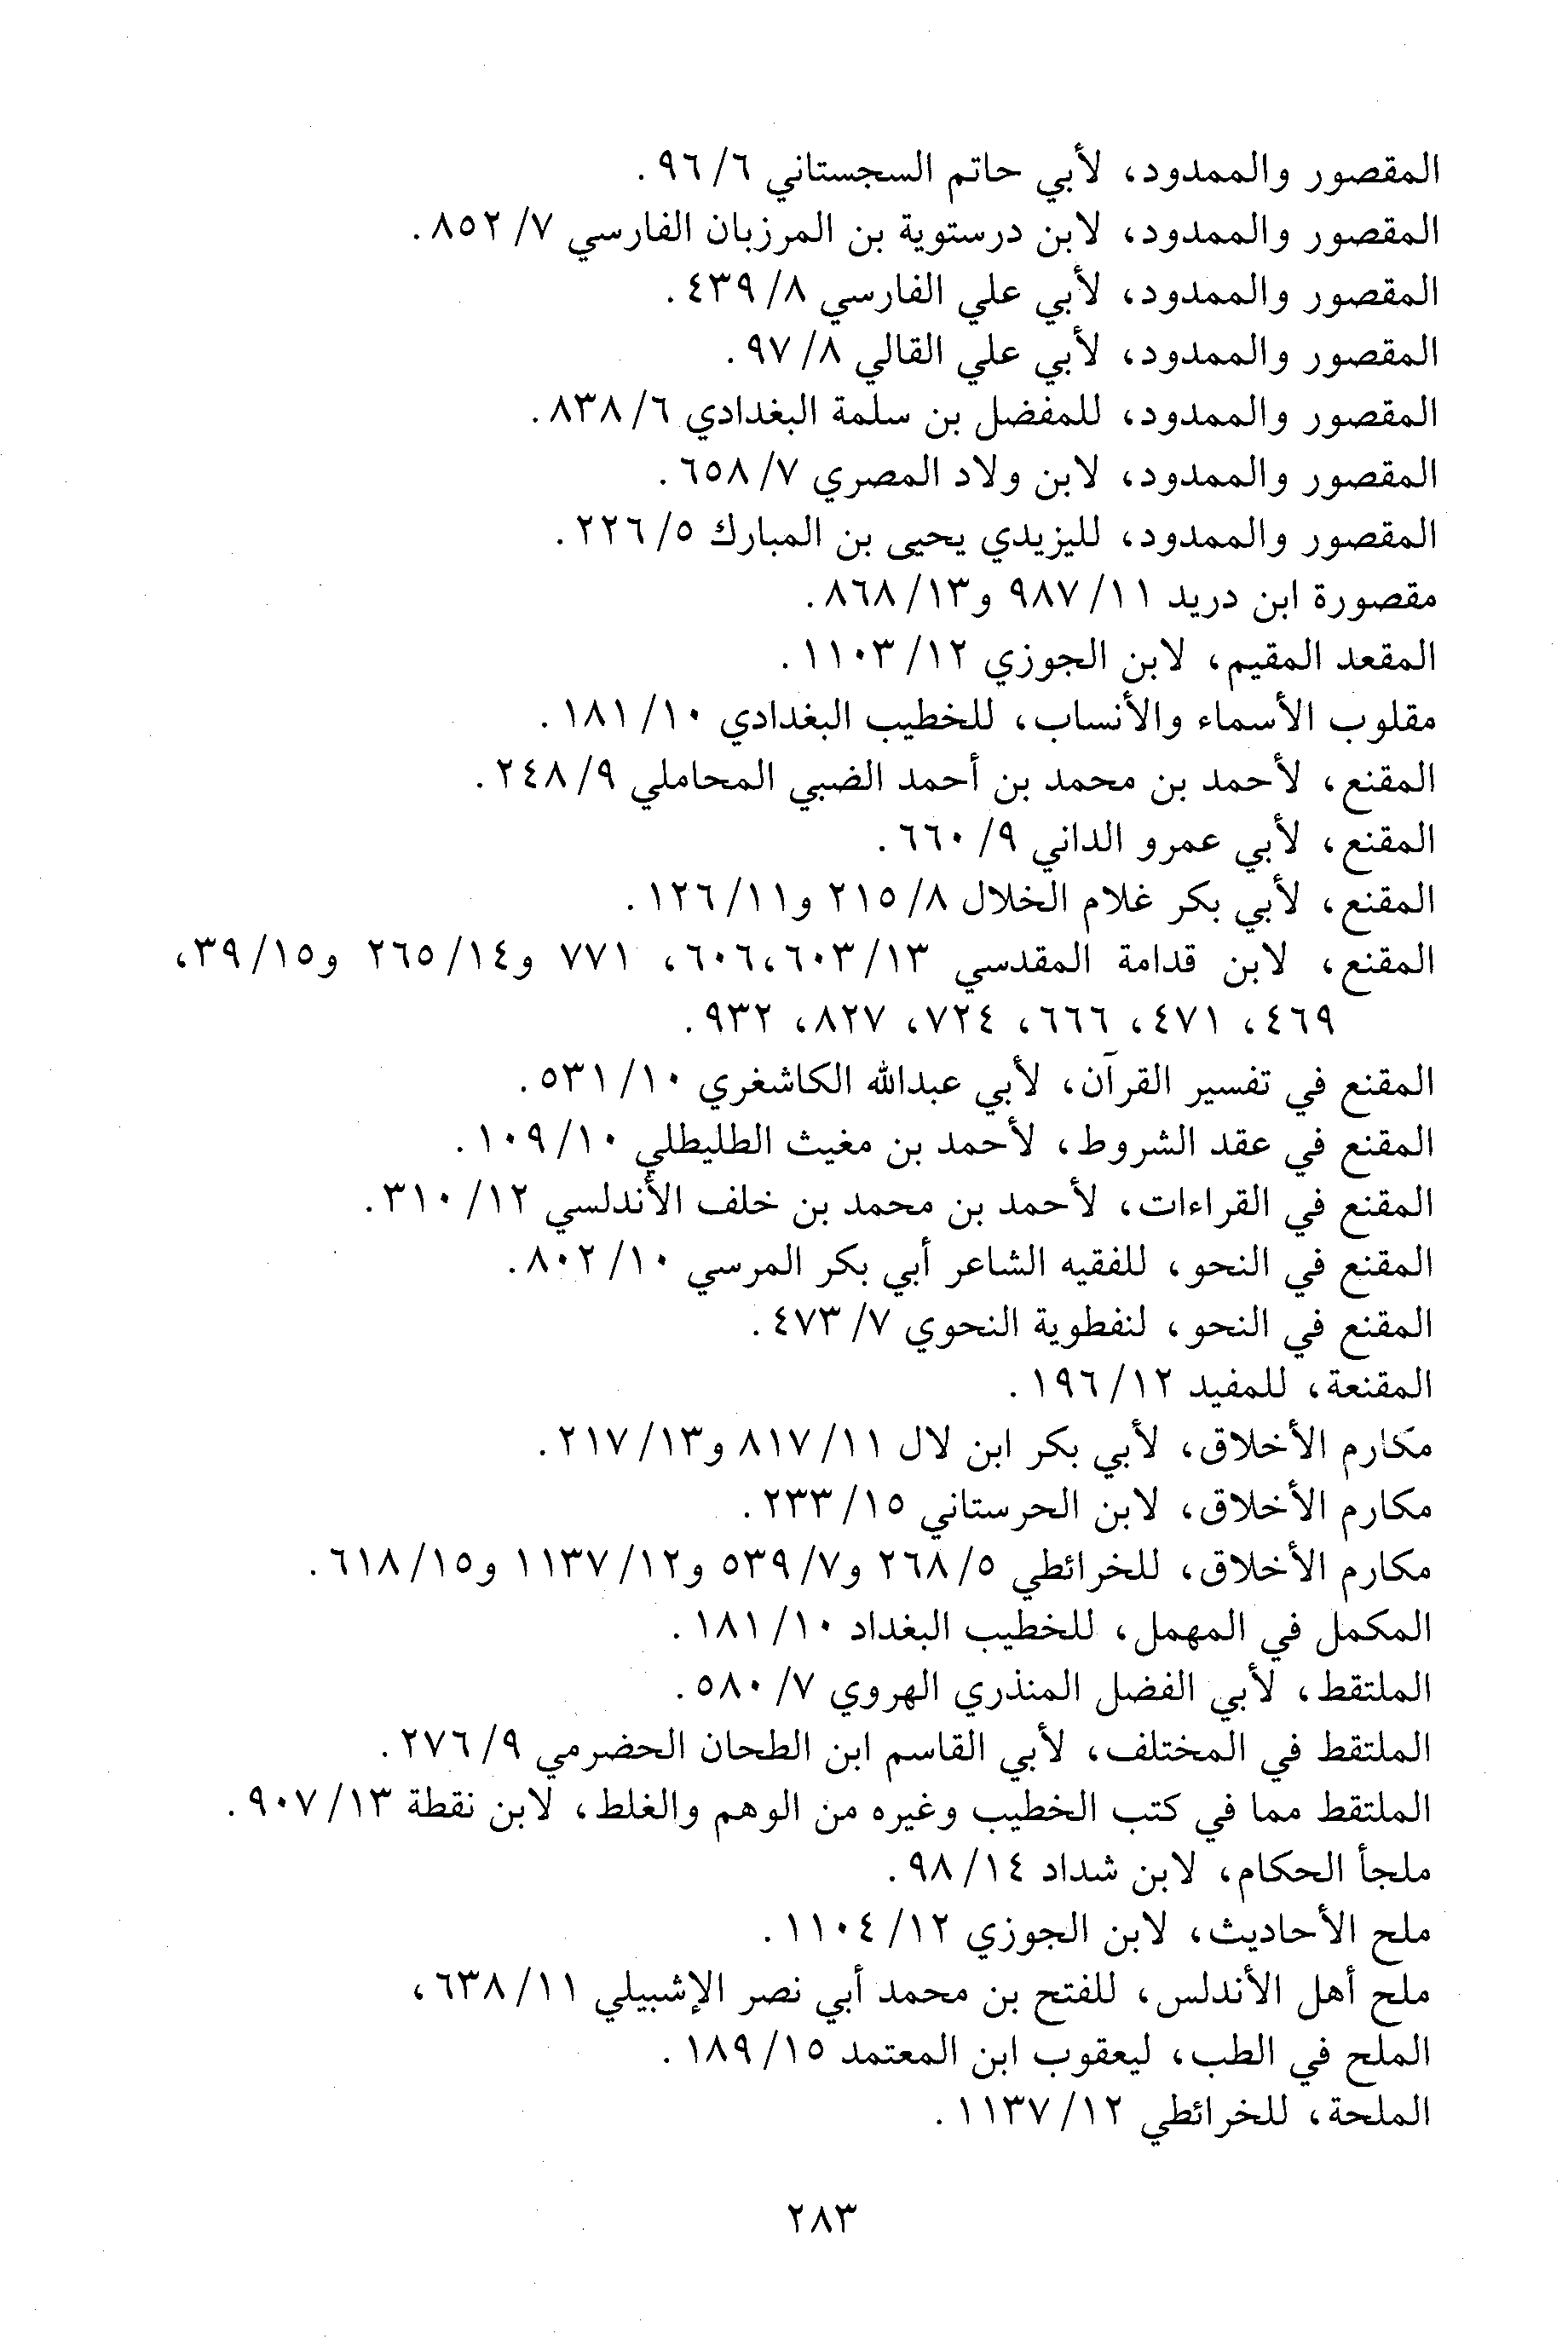 المقصور والممدود، لأبي حاتم السجستاني ٦/ ٩٦.
المقصور والممدود، لابن درستوية بن المرزبان الفارسي ٧/ ٨٥٢.
المقصور والممدود، لأبي علي الفارسي ٨/ ٤٣٩.
المقصور والممدود، لأبي علي القالي ٨/ ٩٧.
المقصور والممدود، للمفضل بن سلمة البغدادي ٦/ ٨٣٨.
المقصور والممدود، لابن ولاد المصري ٧/ ٦٥٨.
المقصور والممدود، لليزيدي يحيى بن المبارك ٥/ ٢٢٦.
مقصورة ابن دريد ١١/ ٩٨٧ و١٣/ ٨٦٨.
المقعد المقيم، لابن الجوزي ١٢/ ١١٠٣.
مقلوب الأسماء والأنساب، للخطيب البغدادي ١٠/ ١٨١.
المقنع، لأحمد بن محمد بن أحمد الضبي المحاملي ٩/ ٢٤٨.
المقنع، لأبي عمرو الداني ٩/ ٦٦٠.
المقنع، لأبي بكر غلام الخلال ٨/ ٢١٥ و١١/ ١٢٦.
المقنع، لابن قدامة المقدسي ١٣/ ٦٠٣،٦٠٦، ٧٧١ و١٤/ ٢٦٥ و١٥/ ٣٩،
٤٦٩، ٤٧١، ٦٦٦، ٧٢٤، ٨٢٧، ٩٣٢.
المقنع في تفسير القرآن، لأبي عبدالله الكاشغري ١٠/ ٥٣١.
المقنع في عقد الشروط، لأحمد بن مغيث الطليطلي ١٠/ ١٠٩.
المقنع في القراءات، لأحمد بن محمد بن خلف الأندلسي ١٢/ ٣١٠.
المقنع في النحو، للفقيه الشاعر أبي بكر المرسي ١٠/ ٨٠٢.
المقنع في النحو، لنفطوية النحوي ٧/ ٤٧٣.
المقنعة، للمفيد ١٢/ ١٩٦.
مكارم الأخلاق، لأبي بكر ابن لال ١١/ ٨١٧ و١٣/ ٢١٧.
مكارم الأخلاق، لابن الحرستاني ١٥/ ٢٣٣.
مكارم الأخلاق، للخرائطي ٥/ ٢٦٨ و٧/ ٥٣٩ و١٢/ ١١٣٧ و١٥/ ٦١٨.
المكمل في المهمل، للخطيب البغداد ١٠/ ١٨١.
الملتقط، لأبي الفضل المنذري الهروي ٧/ ٥٨٠.
الملتقط في المختلف، لأبي القاسم ابن الطحان الحضرمي ٩/ ٢٧٦.
الملتقط مما في كتب الخطيب وغيره من الوهم والغلط، لابن نقطة ١٣/ ٩٠٧.
ملجأ الحكام، لابن شداد ١٤/ ٩٨.
ملح الأحاديث، لابن الجوزي ١٢/ ١١٠٤.
ملح أهل الأندلس، للفتح بن محمد أبي نصر الإشبيلي ١١/ ٦٣٨،
الملح في الطب، ليعقوب ابن المعتمد ١٥/ ١٨٩.
الملحة، للخرائطي ١٢/ ١١٣٧.
٢٨٣